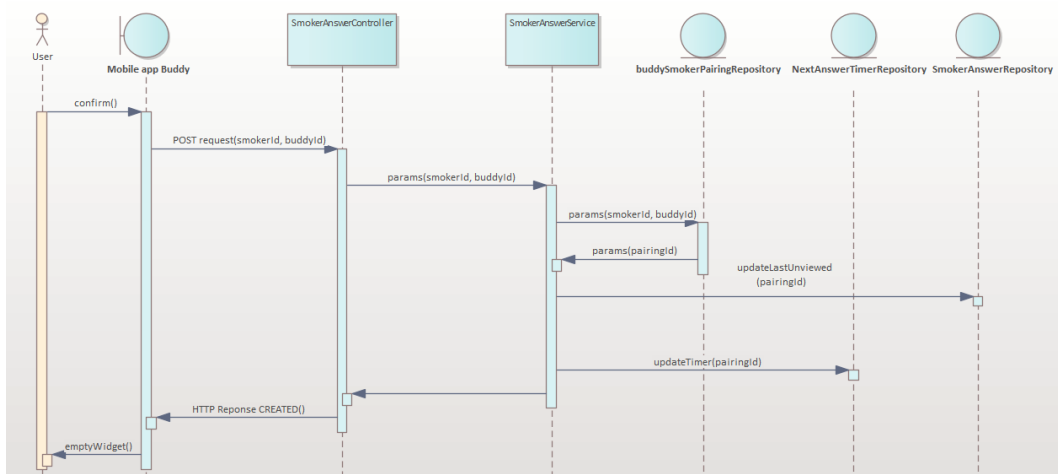 SmokerAnswerController
SmokerAnswerService
User
Mobile app Buddy
buddySmokerPairingRepository
NextAnswerTimerRepository
SmokerAnswerRepository
confirm()
POST request(smokerId, buddyId)
params(smokerId, buddyId)
params(smokerId, buddyId)
params(pairingId)
updateLastUnviewed
(pairingId)
updateTimer(pairingId)
HTTP Reponse CREATED()
emptyWidget()